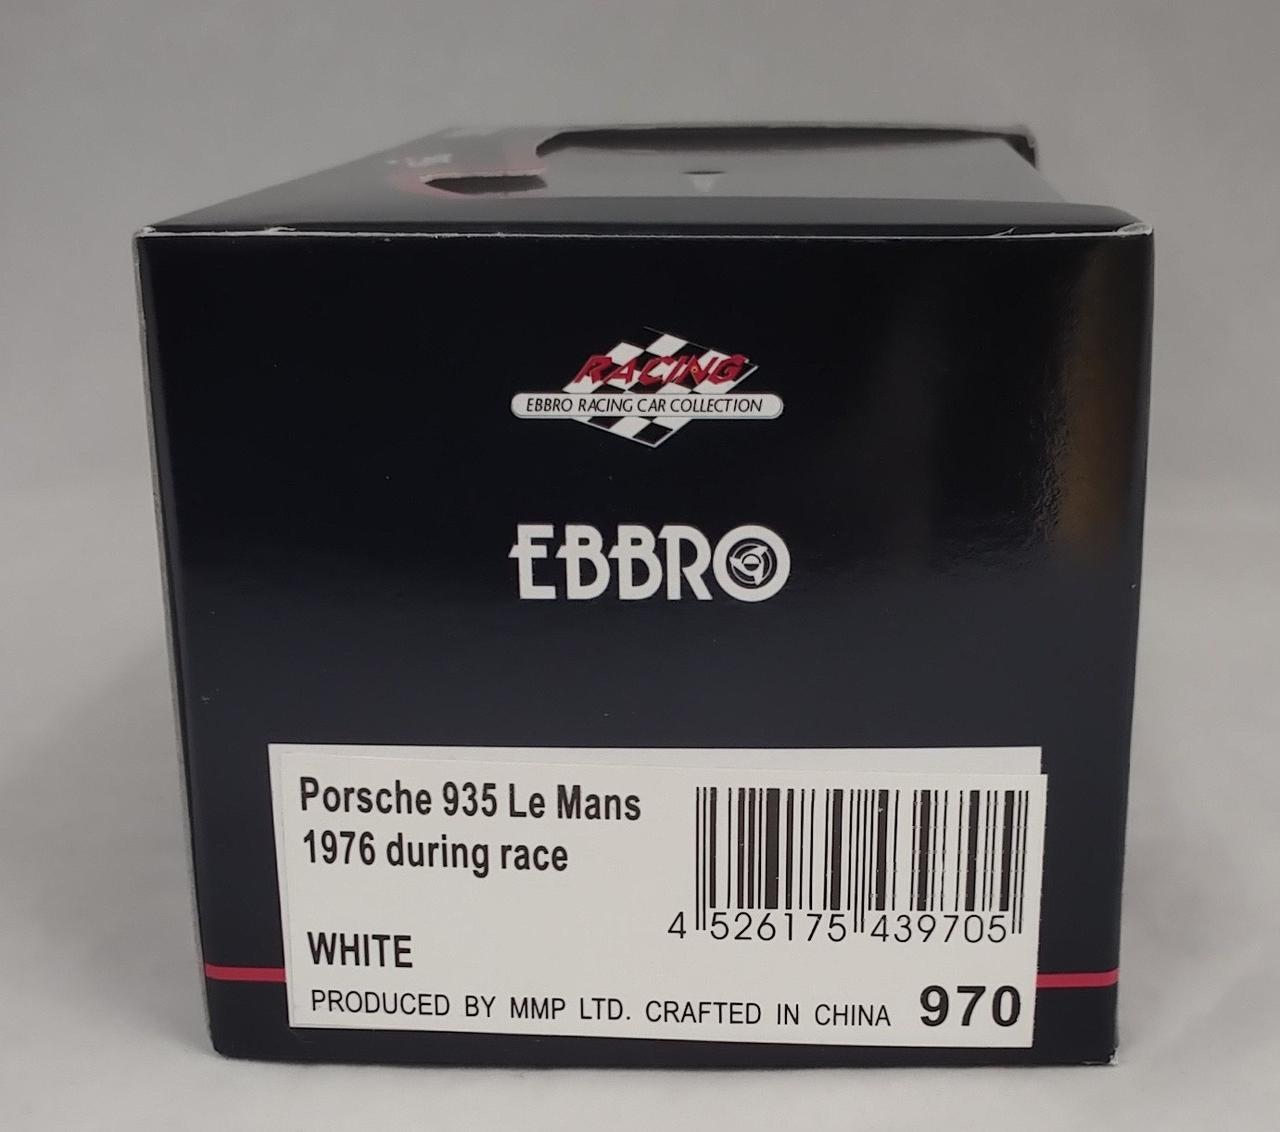 RACING
EBBRO RACING CAR COLLECTION
EBBRO
Porsche 935 Le Mans
1976 during race
WHITE
4 526175 439705
PRODUCED BY MMP LTD. CRAFTED IN CHINA 970